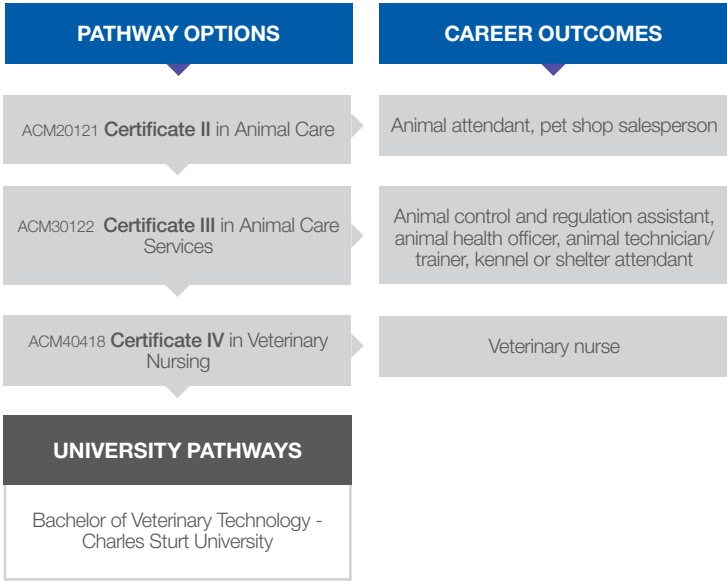 PATHWAY OPTIONS
CAREER OUTCOMES
ACM20121 Certificate II in Animal Care
Animal attendant, pet shop salesperson
ACM30122 Certificate III in Animal Care
Services
Animal control and regulation assistant,
animal health officer, animal technician/
trainer, kennel or shelter attendant
ACM40418 Certificate IV in Veterinary
Nursing
Veterinary nurse
UNIVERSITY PATHWAYS
Bachelor of Veterinary Technology -
Charles Sturt University